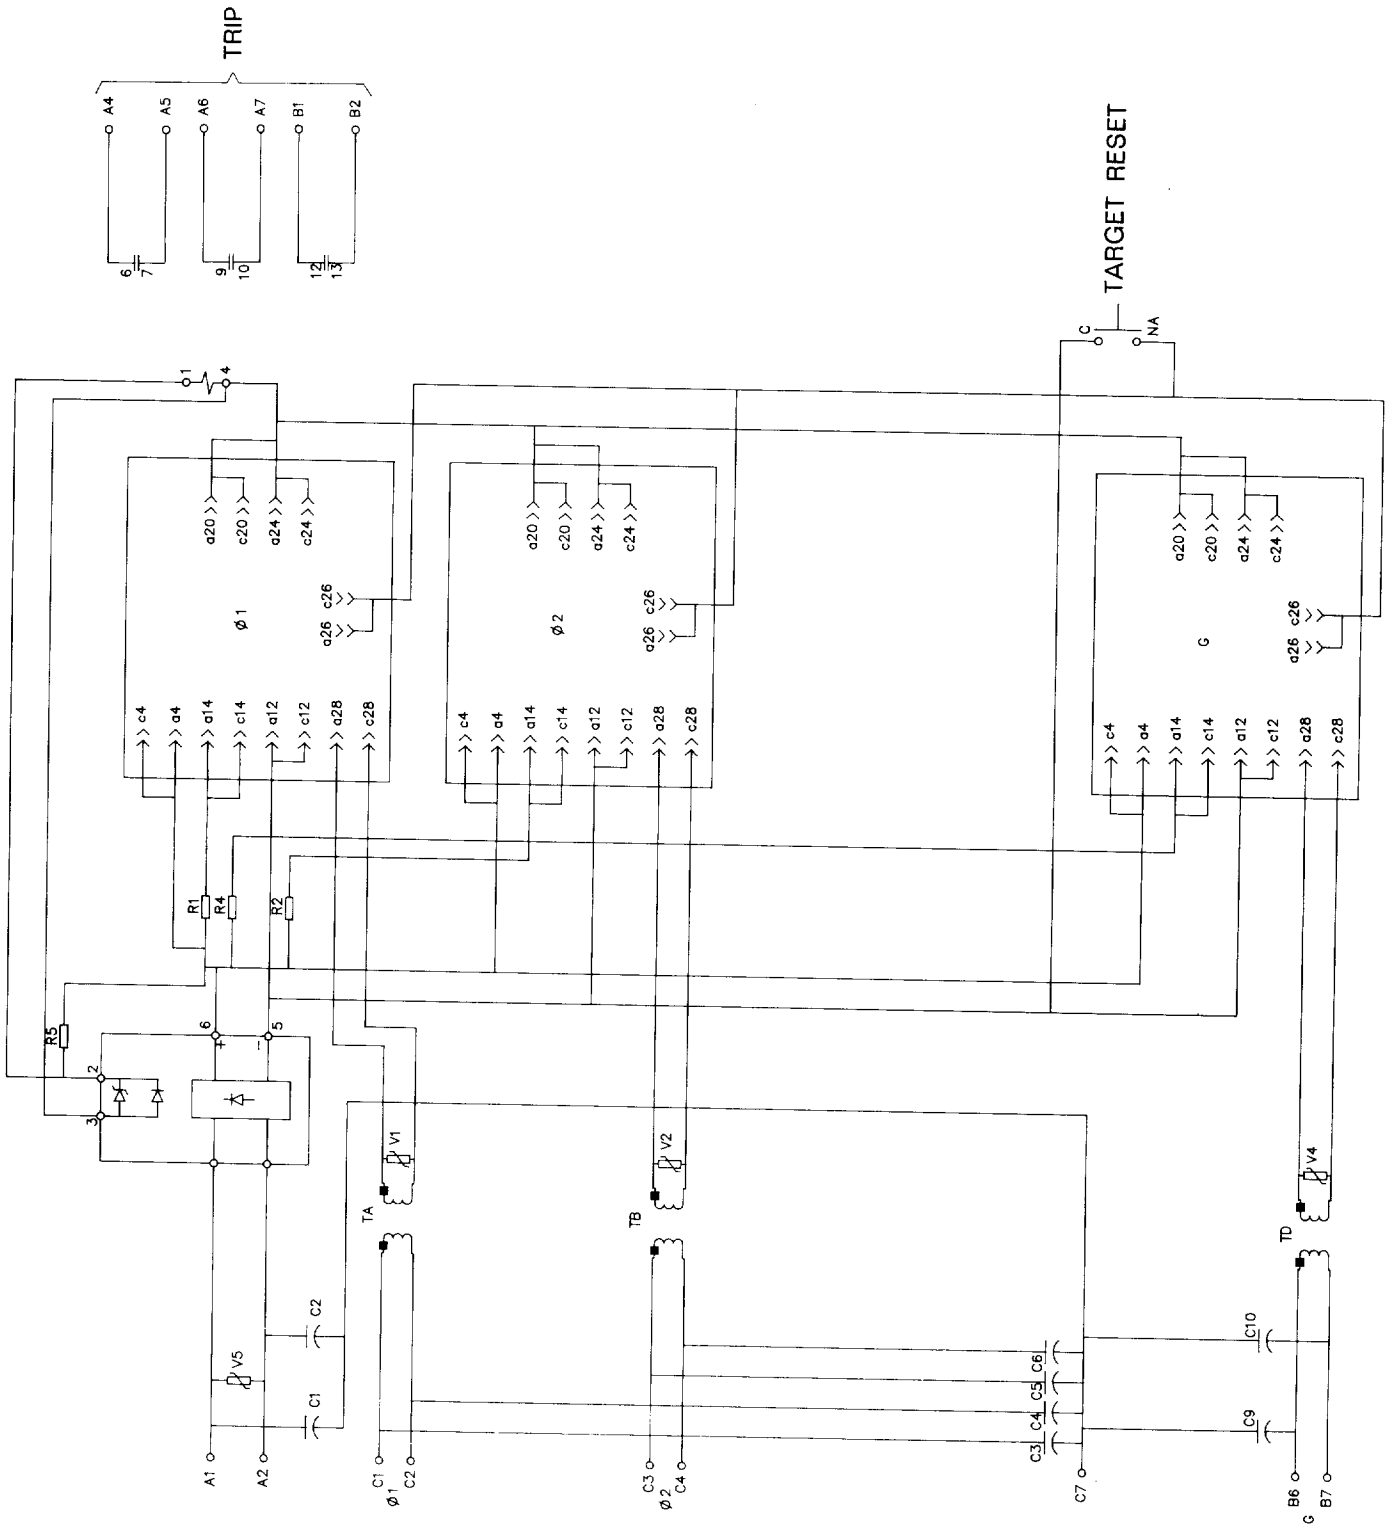 TRIP
A4
A5
A6
A7
B1
B2
6
7
9
10
12
13
TARGET RESET
C
NA
1
4
a20
c20
a24
c24
c26
a26
Ø1
c4
a4
a14
c14
a12
c12
a28
c28
a20
c20
a24
c24
c26
a26
Ø2
c4
a4
a14
c14
a12
c12
a28
c28
a20
c20
a24
c24
c26
a26
G
c4
a4
a14
c14
a12
c12
a28
c28
R1
R4
R2
R5
2
3
6
5
+
-
V1
TA
V2
TB
V4
TD
C2
V5
C1
C6
C5
C4
C3
C10
C9
A1
A2
C1
Ø1
C2
C3
Ø2
C4
C7
B6
G
B7